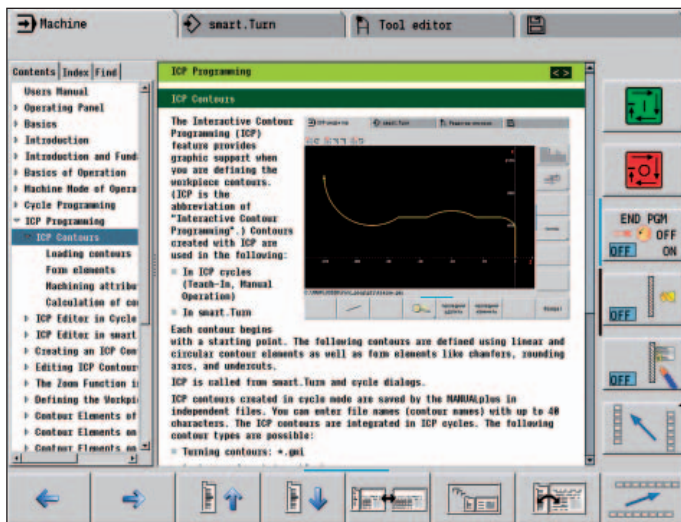 Machine
smart.Turn
Tool editor
Contents Index Find
Users Manual
Operating Panel
Basics
Introduction
Introduction and Fund
Basics of Operation
Machine Mode of Opera
Cycle Programming
ICP Programming
ICP Contours
Loading contours
Form elements
Machining attribu
Calculation of co
ICP Editor in Cycle
ICP Editor in smart
Creating an ICP Con
Editing ICP Contour
The Zoom Function i
Defining the Workpi
Contour Elements of
Contour Elements on
Contour Elements on
ICP Programming
ICP Contours
The Interactive Contour
Programming (ICP)
feature provides
graphic support when
you are defining the
workpiece contours.
(ICP is the
abbreviation of
"Interactive Contour
Programming".) Contours
created with ICP are
used in the following:
In ICP cycles
(Teach-In, Manual
Operation)
In smart.Turn
smart.Turn
Each contour begins
with a starting point. The following contours are defined using linear and
circular contour elements as well as form elements like chamfers, rounding
arcs, and undercuts.
ICP is called from smart.Turn and cycle dialogs.
ICP contours created in cycle mode are saved by the MANUALplus in
independent files. You can enter file names (contour names) with up to 40
characters. The ICP contours are integrated in ICP cycles. The following
contour types are possible:
Turning contours: *.gmi
END PGM
OFF
OFF ON
OFF
OFF